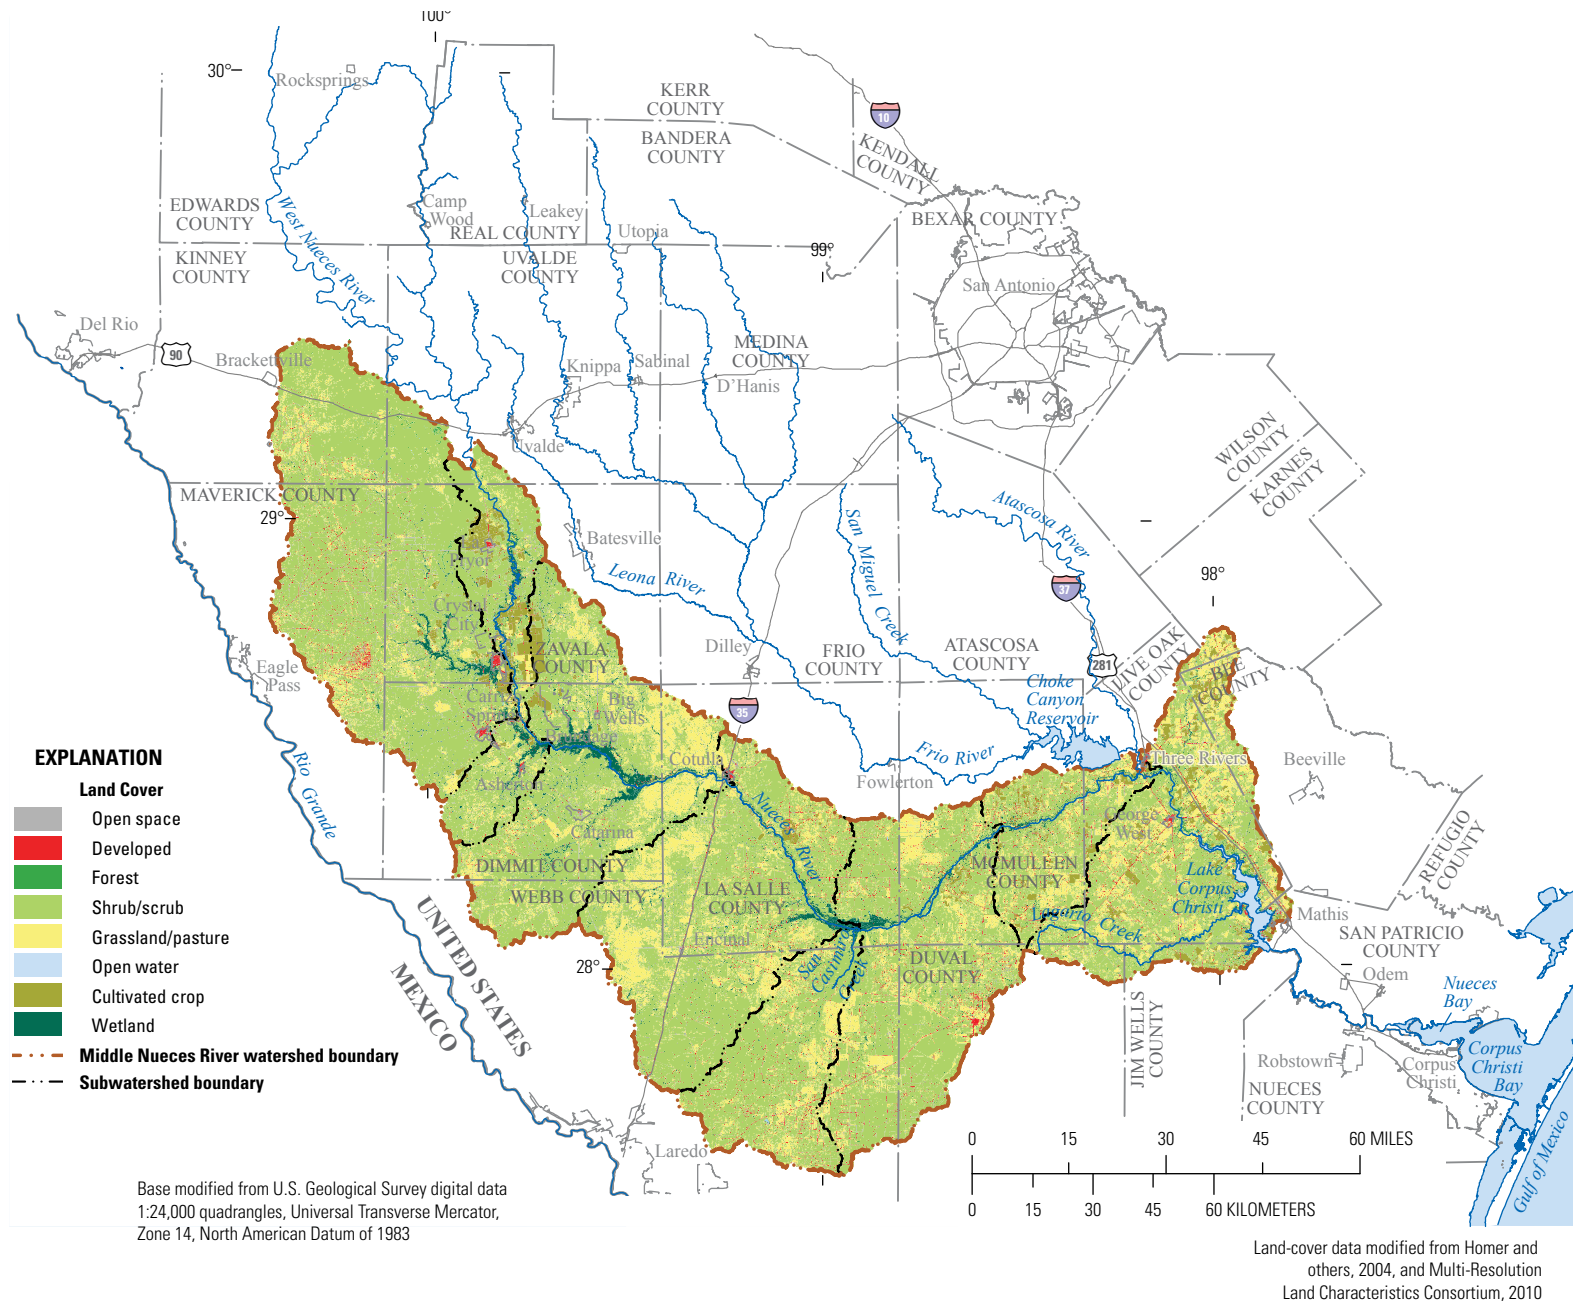 100°
30°
Rocksprings
KERR
COUNTY
10
BANDERA
COUNTY
KENDALL
COUNTY
EDWARDS
COUNTY
Camp
Wood
Leakey
REAL COUNTY
Utopia
BEXAR COUNTY
West Nueces River
KINNEY
COUNTY
UVALDE
COUNTY
99°
San Antonio
Del Rio
90
Brackettville
MEDINA
COUNTY
Knippa
Sabinal
D'Hanis
Uvalde
WILSON
COUNTY
KARNES
COUNTY
MAVERICK COUNTY
29°
Atascosa River
San Miguel Creek
Batesville
Pryor
Leona River
98°
37
Crystal
City
ZAVALA
COUNTY
Dilley
FRIO
COUNTY
ATASCOSA
COUNTY
281
LIVE OAK
COUNTY
BEE
COUNTY
Eagle
Pass
Choke
Canyon
Reservoir
Carrizo
Springs
Big
Wells
35
Brundage
Frio River
Three Rivers
Beeville
Cotulla
Fowlerton
Asherton
Rio Grande
Nueces River
Catarina
George
West
DIMMIT COUNTY
MCMULLEN
COUNTY
REFUGIO
COUNTY
WEBB COUNTY
LA SALLE
COUNTY
Lake
Corpus
Christi
Lagarto Creek
Mathis
Encinal
SAN PATRICIO
COUNTY
UNITED STATES
MEXICO
28°
San
Casimiro
Creek
DUVAL
COUNTY
Odem
Nueces
Bay
JIM WELLS
COUNTY
Robstown
Corpus
Christi
Corpus
Christi
Bay
NUECES
COUNTY
Gulf of Mexico
Laredo
EXPLANATION
Land Cover
Open space
Developed
Forest
Shrub/scrub
Grassland/pasture
Open water
Cultivated crop
Wetland
Middle Nueces River watershed boundary
Subwatershed boundary
0 15 30 45 60 MILES
0 15 30 45 60 KILOMETERS
Base modified from U.S. Geological Survey digital data
1:24,000 quadrangles, Universal Transverse Mercator,
Zone 14, North American Datum of 1983
Land-cover data modified from Homer and
others, 2004, and Multi-Resolution
Land Characteristics Consortium, 2010